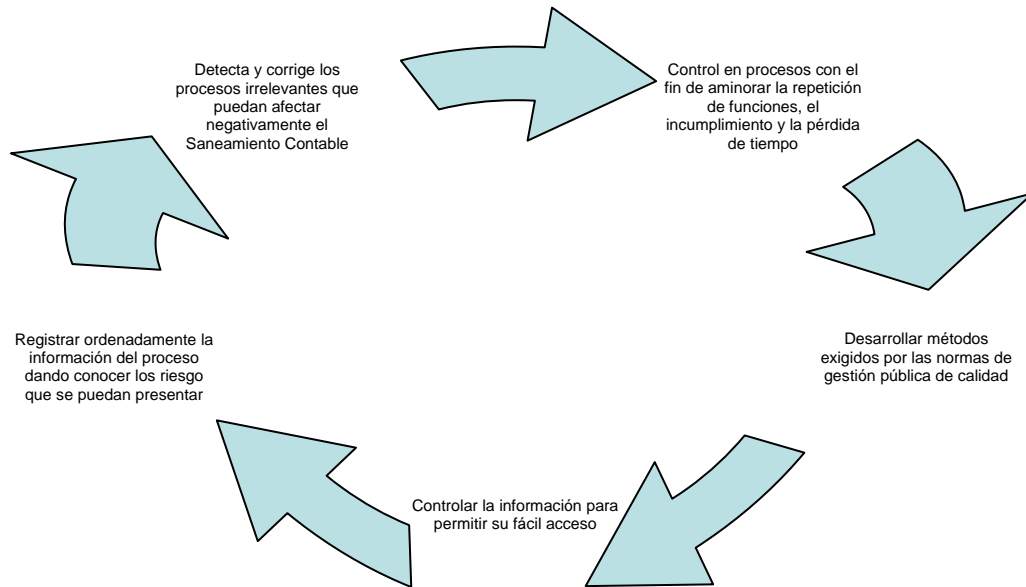 Detecta y corrige los
procesos irrelevantes que
puedan afectar
negativamente el
Saneamiento Contable
Control en procesos con el
fin de aminorar la repetición
de funciones, el
incumplimiento y la pérdida
de tiempo
Desarrollar métodos
exigidos por las normas de
gestión pública de calidad
Controlar la información para
permitir su fácil acceso
Registrar ordenadamente la
información del proceso
dando conocer los riesgo
que se puedan presentar